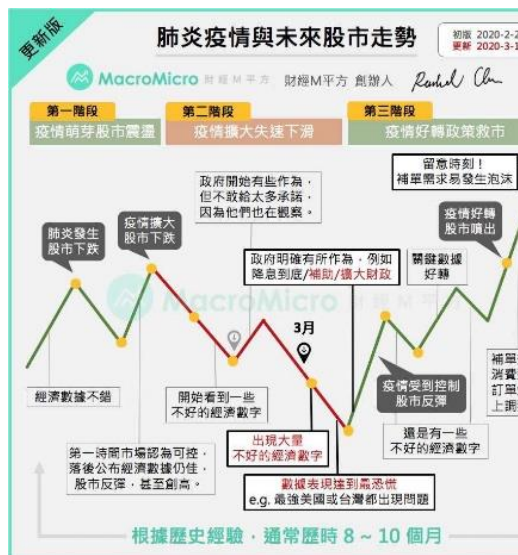 更新版
肺炎疫情與未來股市走勢
初版 2020-2-2
更新 2020-3-1
MacroMicro 財經M平方
財經M平方 創辦人
第一階段
疫情萌芽股市震盪
第二階段
疫情擴大失速下滑
第三階段
疫情好轉政策救市
留意時刻！
補單需求易發生泡沫
政府開始有些作為，
但不敢給太多承諾，
因為他們也在觀察。
肺炎發生
股市下跌
疫情擴大
股市下跌
疫情好轉
股市噴出
政府明確有所作為，例如
降息到底/補助/擴大財政
關鍵數據
好轉
MacroMicro 財經M平方
3月
經濟數據不錯
開始看到一些
不好的經濟數字
疫情受到控制
股市反彈
補單
消費
訂單
上調
還是有一些
不好的經濟數字
出現大量
不好的經濟數字
第一時間市場認為可控，
落後公布經濟數據仍佳，
股市反彈，甚至創高。
數據表現達到最恐慌
e.g. 最強美國或台灣都出現問題
根據歷史經驗，通常歷時 8 ~ 10 個月